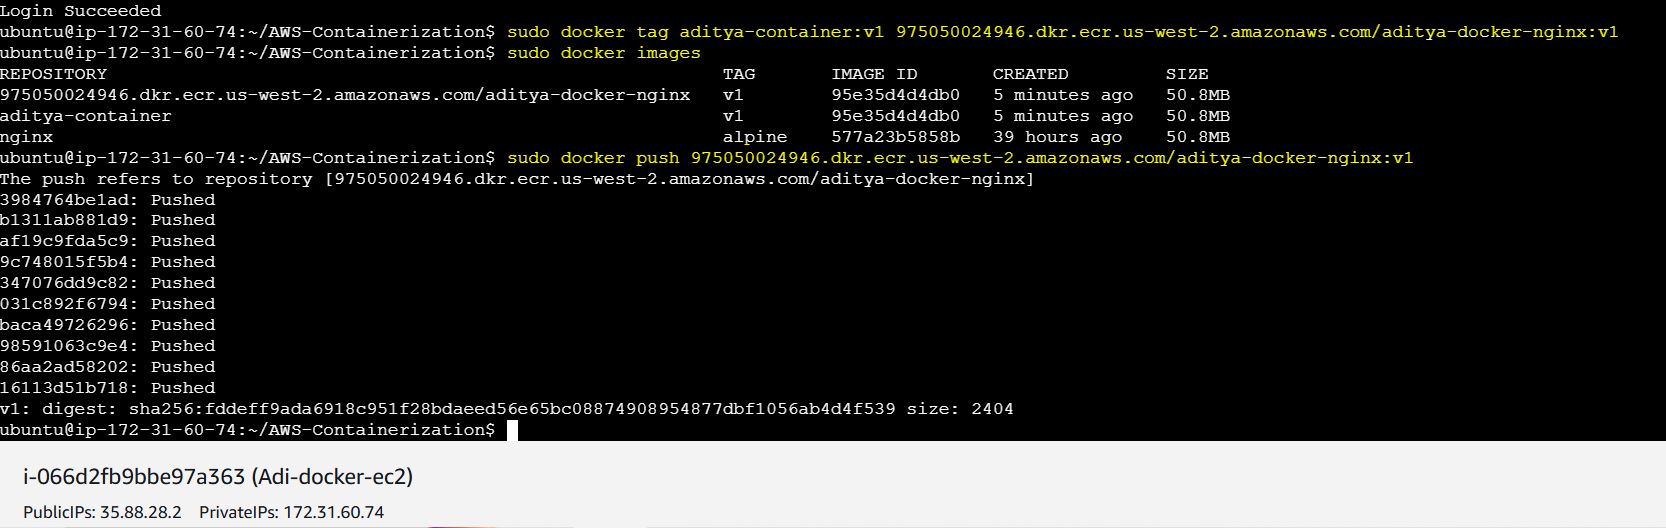 Login Succeeded
ubuntu@ip-172-31-60-74:~/AWS-Containerization$ sudo docker tag aditya-container:v1 975050024946.dkr.ecr.us-west-2.amazonaws.com/aditya-docker-nginx:v1
ubuntu@ip-172-31-60-74:~/AWS-Containerization$ sudo docker images
REPOSITORY TAG IMAGE ID CREATED SIZE
975050024946.dkr.ecr.us-west-2.amazonaws.com/aditya-docker-nginx v1 95e35d4d4db0 5 minutes ago 50.8MB
aditya-container v1 95e35d4d4db0 5 minutes ago 50.8MB
nginx alpine 577a23b5858b 39 hours ago 50.8MB
ubuntu@ip-172-31-60-74:~/AWS-Containerization$ sudo docker push 975050024946.dkr.ecr.us-west-2.amazonaws.com/aditya-docker-nginx:v1
The push refers to repository [975050024946.dkr.ecr.us-west-2.amazonaws.com/aditya-docker-nginx]
3984764be1ad: Pushed
b1311ab881d9: Pushed
af19c9fda5c9: Pushed
9c748015f5b4: Pushed
347076dd9c82: Pushed
031c892f6794: Pushed
baca49726296: Pushed
98591063c9e4: Pushed
86aa2ad58202: Pushed
16113d51b718: Pushed
v1: digest: sha256:fddeff9ada6918c951f28bdaeed56e65bc08874908954877dbf1056ab4d4f539 size: 2404
ubuntu@ip-172-31-60-74:~/AWS-Containerization$
i-066d2fb9bbe97a363 (Adi-docker-ec2)
PublicIPs: 35.88.28.2 PrivateIPs: 172.31.60.74